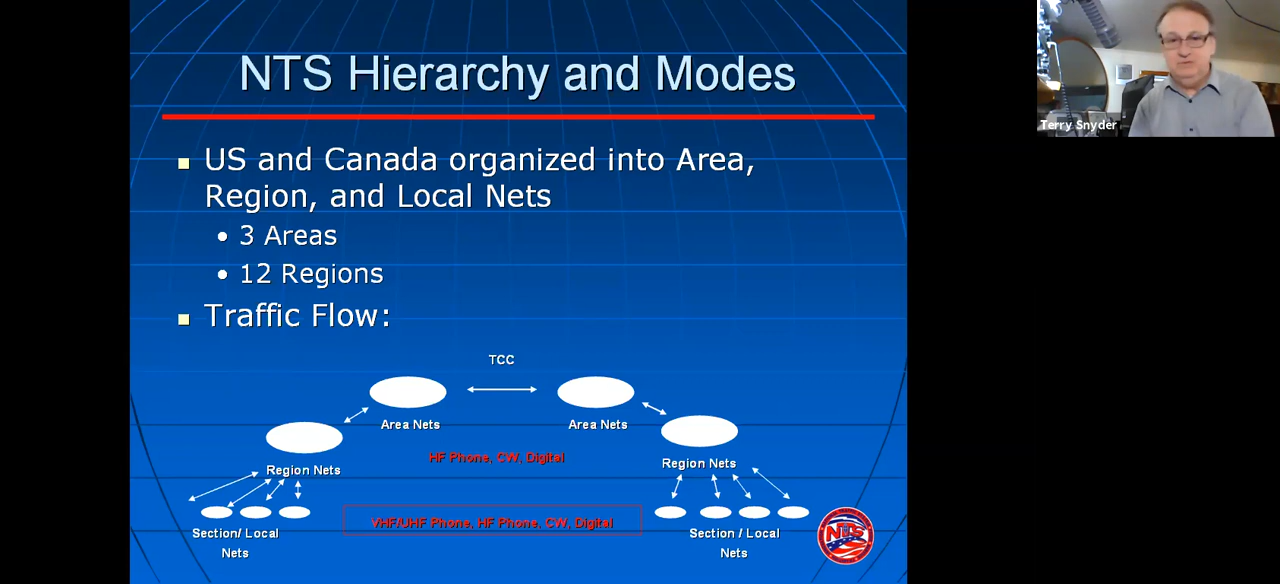 NTS Hierarchy and Modes
Terry Snyder
US and Canada organized into Area,
Region, and Local Nets
3 Areas
12 Regions
Traffic Flow:
TCC
Area Nets
Area Nets
HF Phone, CW, Digital
Region Nets
Region Nets
VHF/UHF Phone, HF Phone, CW, Digital
Section/ Local
Nets
Section / Local
Nets
NTS